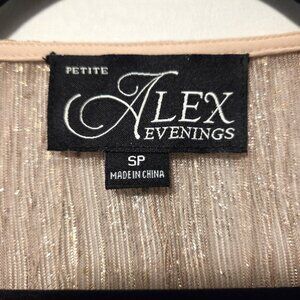 PETITE
ALEX
EVENINGS
SP
MADE IN CHINA